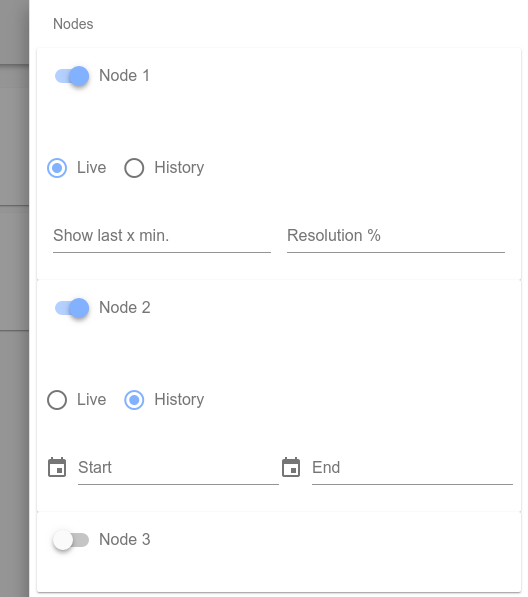 Nodes
Node 1
Live History
Show last x min. Resolution %
Node 2
Live History
Start End
Node 3